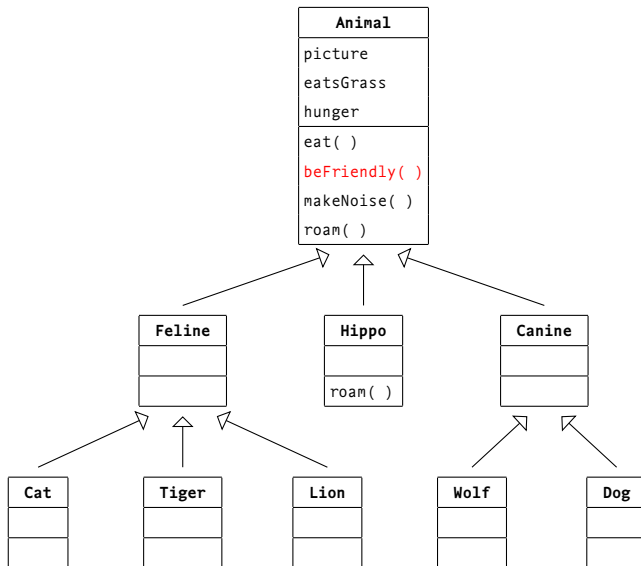 Animal
picture
eatsGrass
hunger
eat( )
beFriendly( )
makeNoise( )
roam( )
Feline
Hippo
Canine
roam( )
Cat
Tiger
Lion
Wolf
Dog